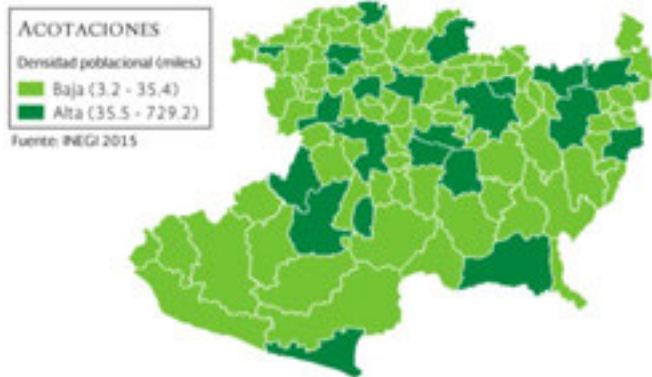 ACOTACIONES
Densidad poblacional (miles)
Baja (3.2 - 35.4)
Alta (35.5 - 729.2)
Fuente: INEGI 2015